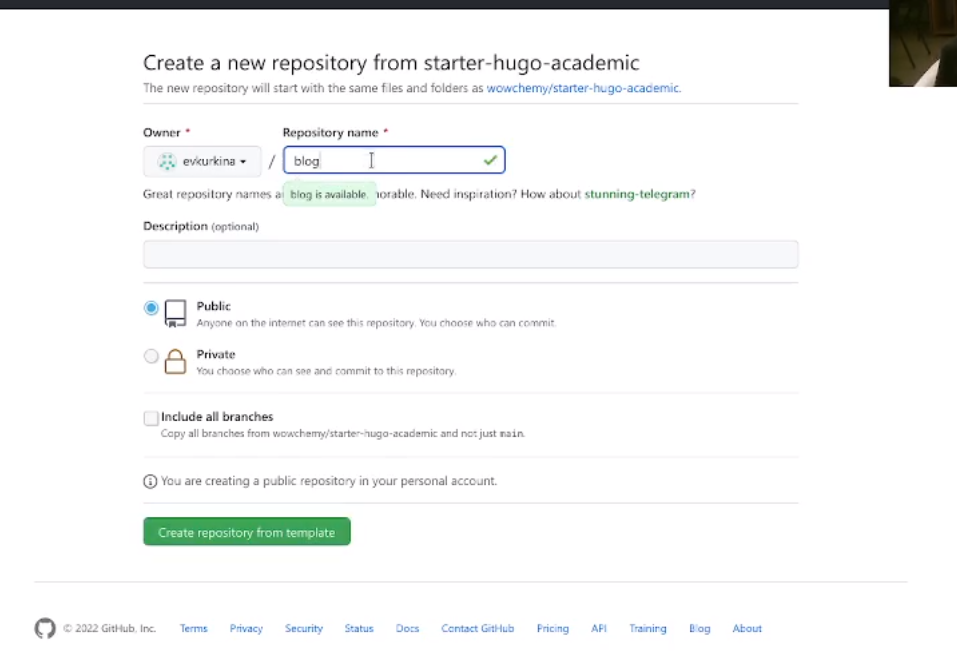 Create a new repository from starter-hugo-academic
The new repository will start with the same files and folders as wowchemy/starter-hugo-academic.
Owner * Repository name *
evkurkina / blog
Great repository names a blog is available. orable. Need inspiration? How about stunning-telegram?
Description (optional)
Public
Anyone on the internet can see this repository. You choose who can commit.
Private
You choose who can see and commit to this repository.
Include all branches
Copy all branches from wowchemy/starter-hugo-academic and not just main.
You are creating a public repository in your personal account.
Create repository from template
© 2022 GitHub, Inc. Terms Privacy Security Status Docs Contact GitHub Pricing API Training Blog About